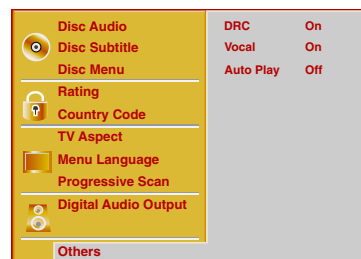 Disc Audio
Disc Subtitle
Disc Menu
Rating
Country Code
TV Aspect
Menu Language
Progressive Scan
Digital Audio Output
Others
DRC On
Vocal On
Auto Play Off